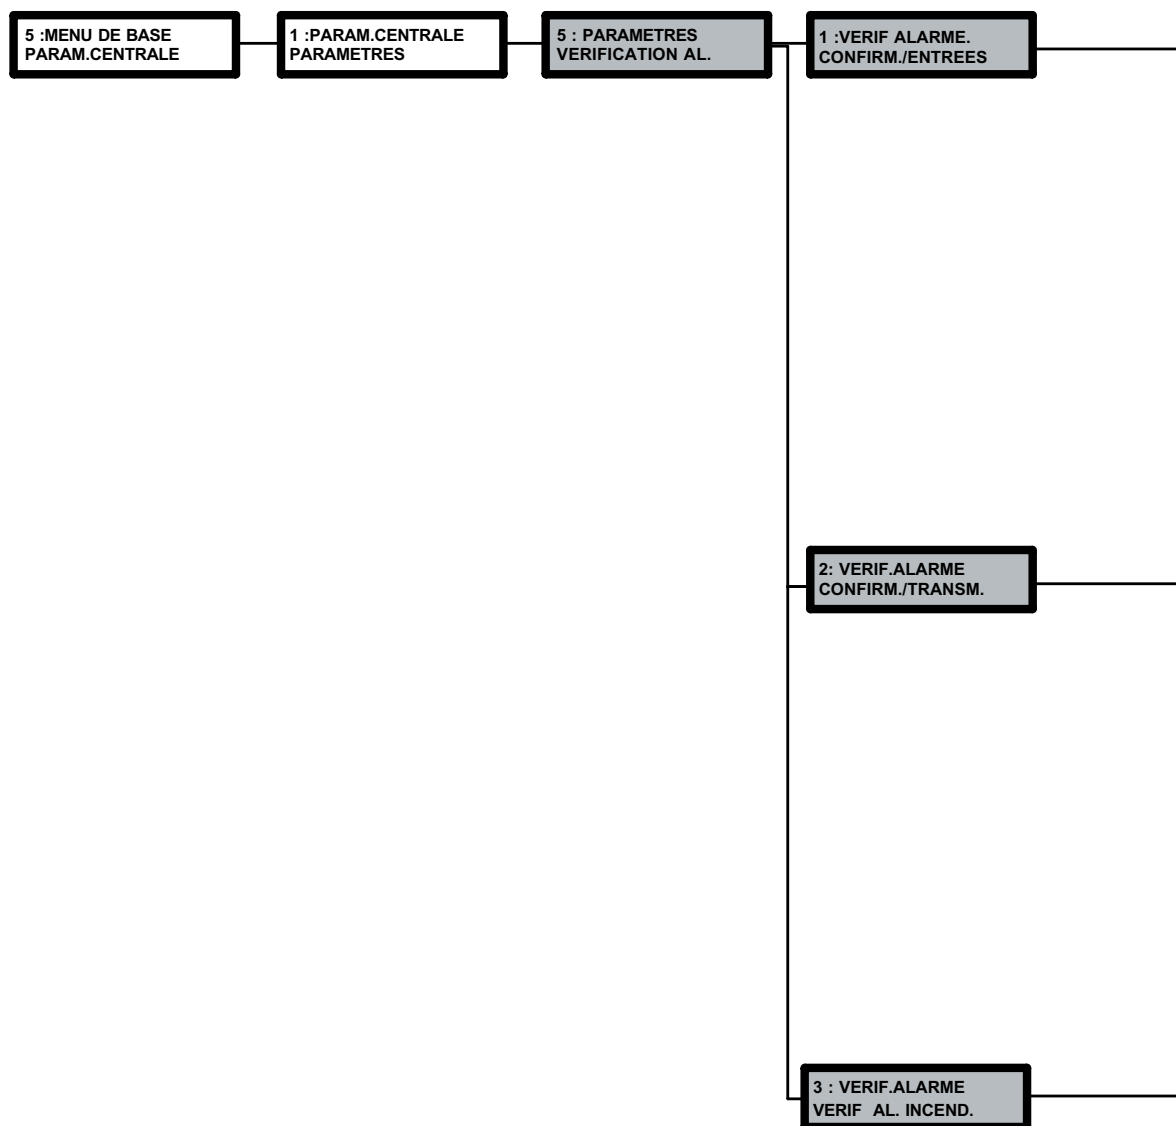 5 :MENU DE BASE
PARAM.CENTRALE
1 :PARAM.CENTRALE
PARAMETRES
5 : PARAMETRES
VERIFICATION AL.
1 :VERIF ALARME.
CONFIRM./ENTREES
2: VERIF.ALARME
CONFIRM./TRANSM.
3 : VERIF.ALARME
VERIF AL. INCEND.